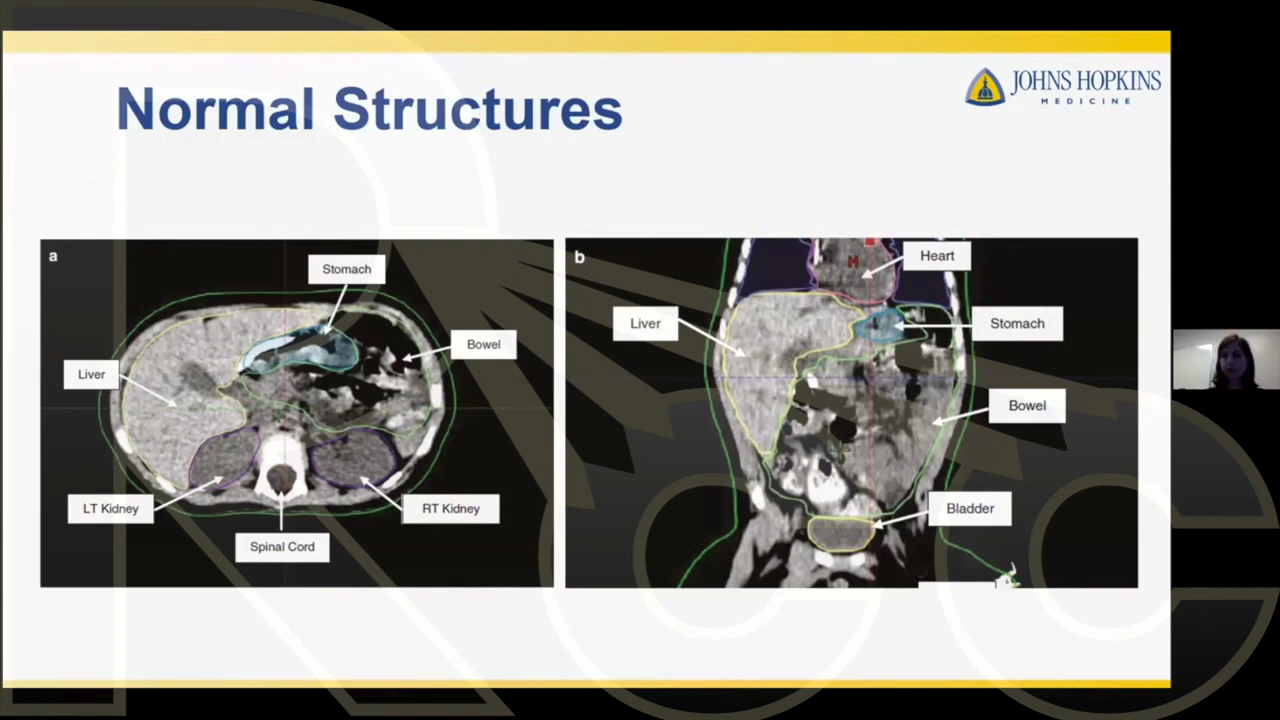 Normal Structures
JOHNS HOPKINS
MEDICINE
a
Stomach
Bowel
Liver
LT Kidney
RT Kidney
Spinal Cord
b
H
Heart
Liver
Stomach
Bowel
Bladder
RCC